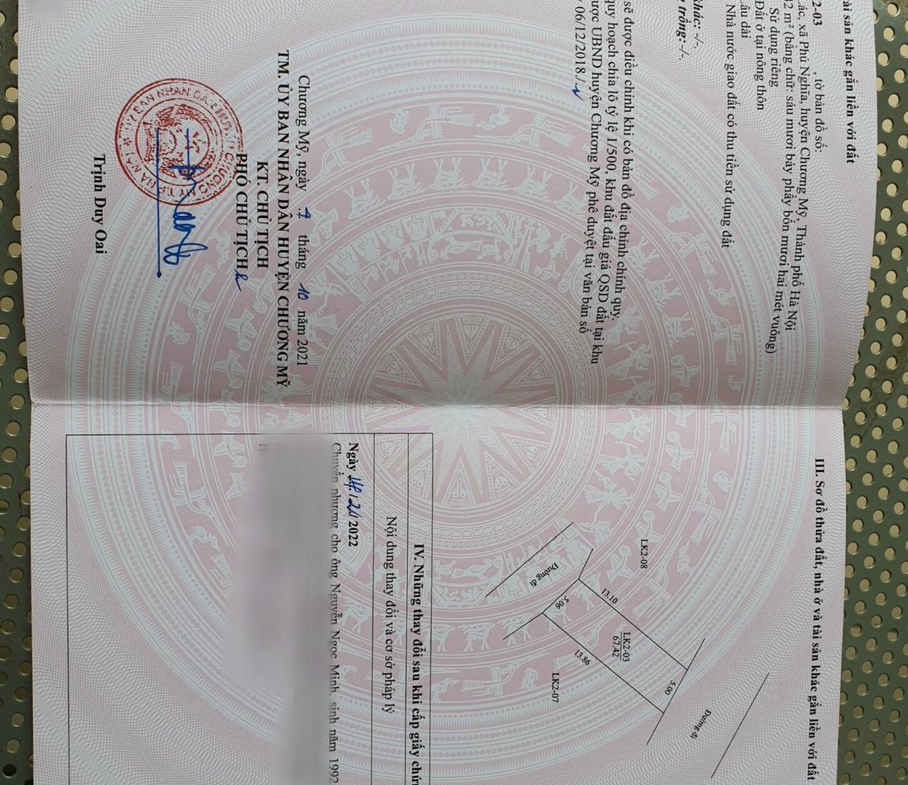 ài sản khác gắn liền với đất
2-03 , tờ bản đồ số:
ác, xã Phú Nghĩa, huyện Chương Mỹ, Thành phố Hà Nội
2 m² (bằng chữ: sáu mươi bảy phẩy bốn mươi hai mét vuông)
Sử dụng riêng
Đất ở tại nông thôn
âu dài
Nhà nước giao đất có thu tiền sử dụng đất
khác: -/-.
trồng: -/-.
sẽ được điều chỉnh khi có bản đồ địa chính chính quy.
quy hoạch chia lô tỷ lệ 1/500, khu đất đấu giá QSD đất tại khu
ược UBND huyện Chương Mỹ phê duyệt tại văn bản số
06/12/2018./.
Chương Mỹ, ngày 7 tháng 10 năm 2021
TM. ỦY BAN NHÂN DÂN HUYỆN CHƯƠNG MỸ
KT. CHỦ TỊCH
PHÓ CHỦ TỊCH
Trịnh Duy Oai
III. Sơ đồ thửa đất, nhà ở và tài sản khác gắn liền với đất
Đường đi
LK2-08
5.00
13.10
LK2-03
67.42
13.86
5.06
Đường đi
LK2-07
IV. Những thay đổi sau khi cấp giấy chứn
Nội dung thay đổi và cơ sở pháp lý
Ngày 2022
Chuyển nhượng cho ông Nguyễn Ngọc Minh sinh năm 1992